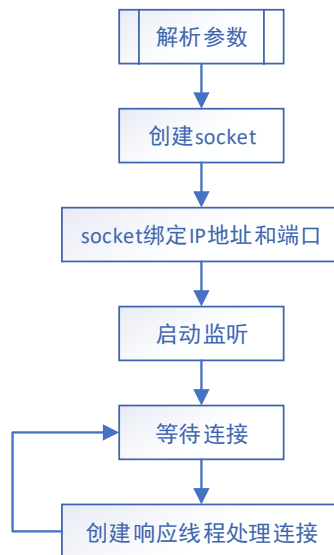 解析参数
创建socket
socket绑定IP地址和端口
启动监听
等待连接
创建响应线程处理连接